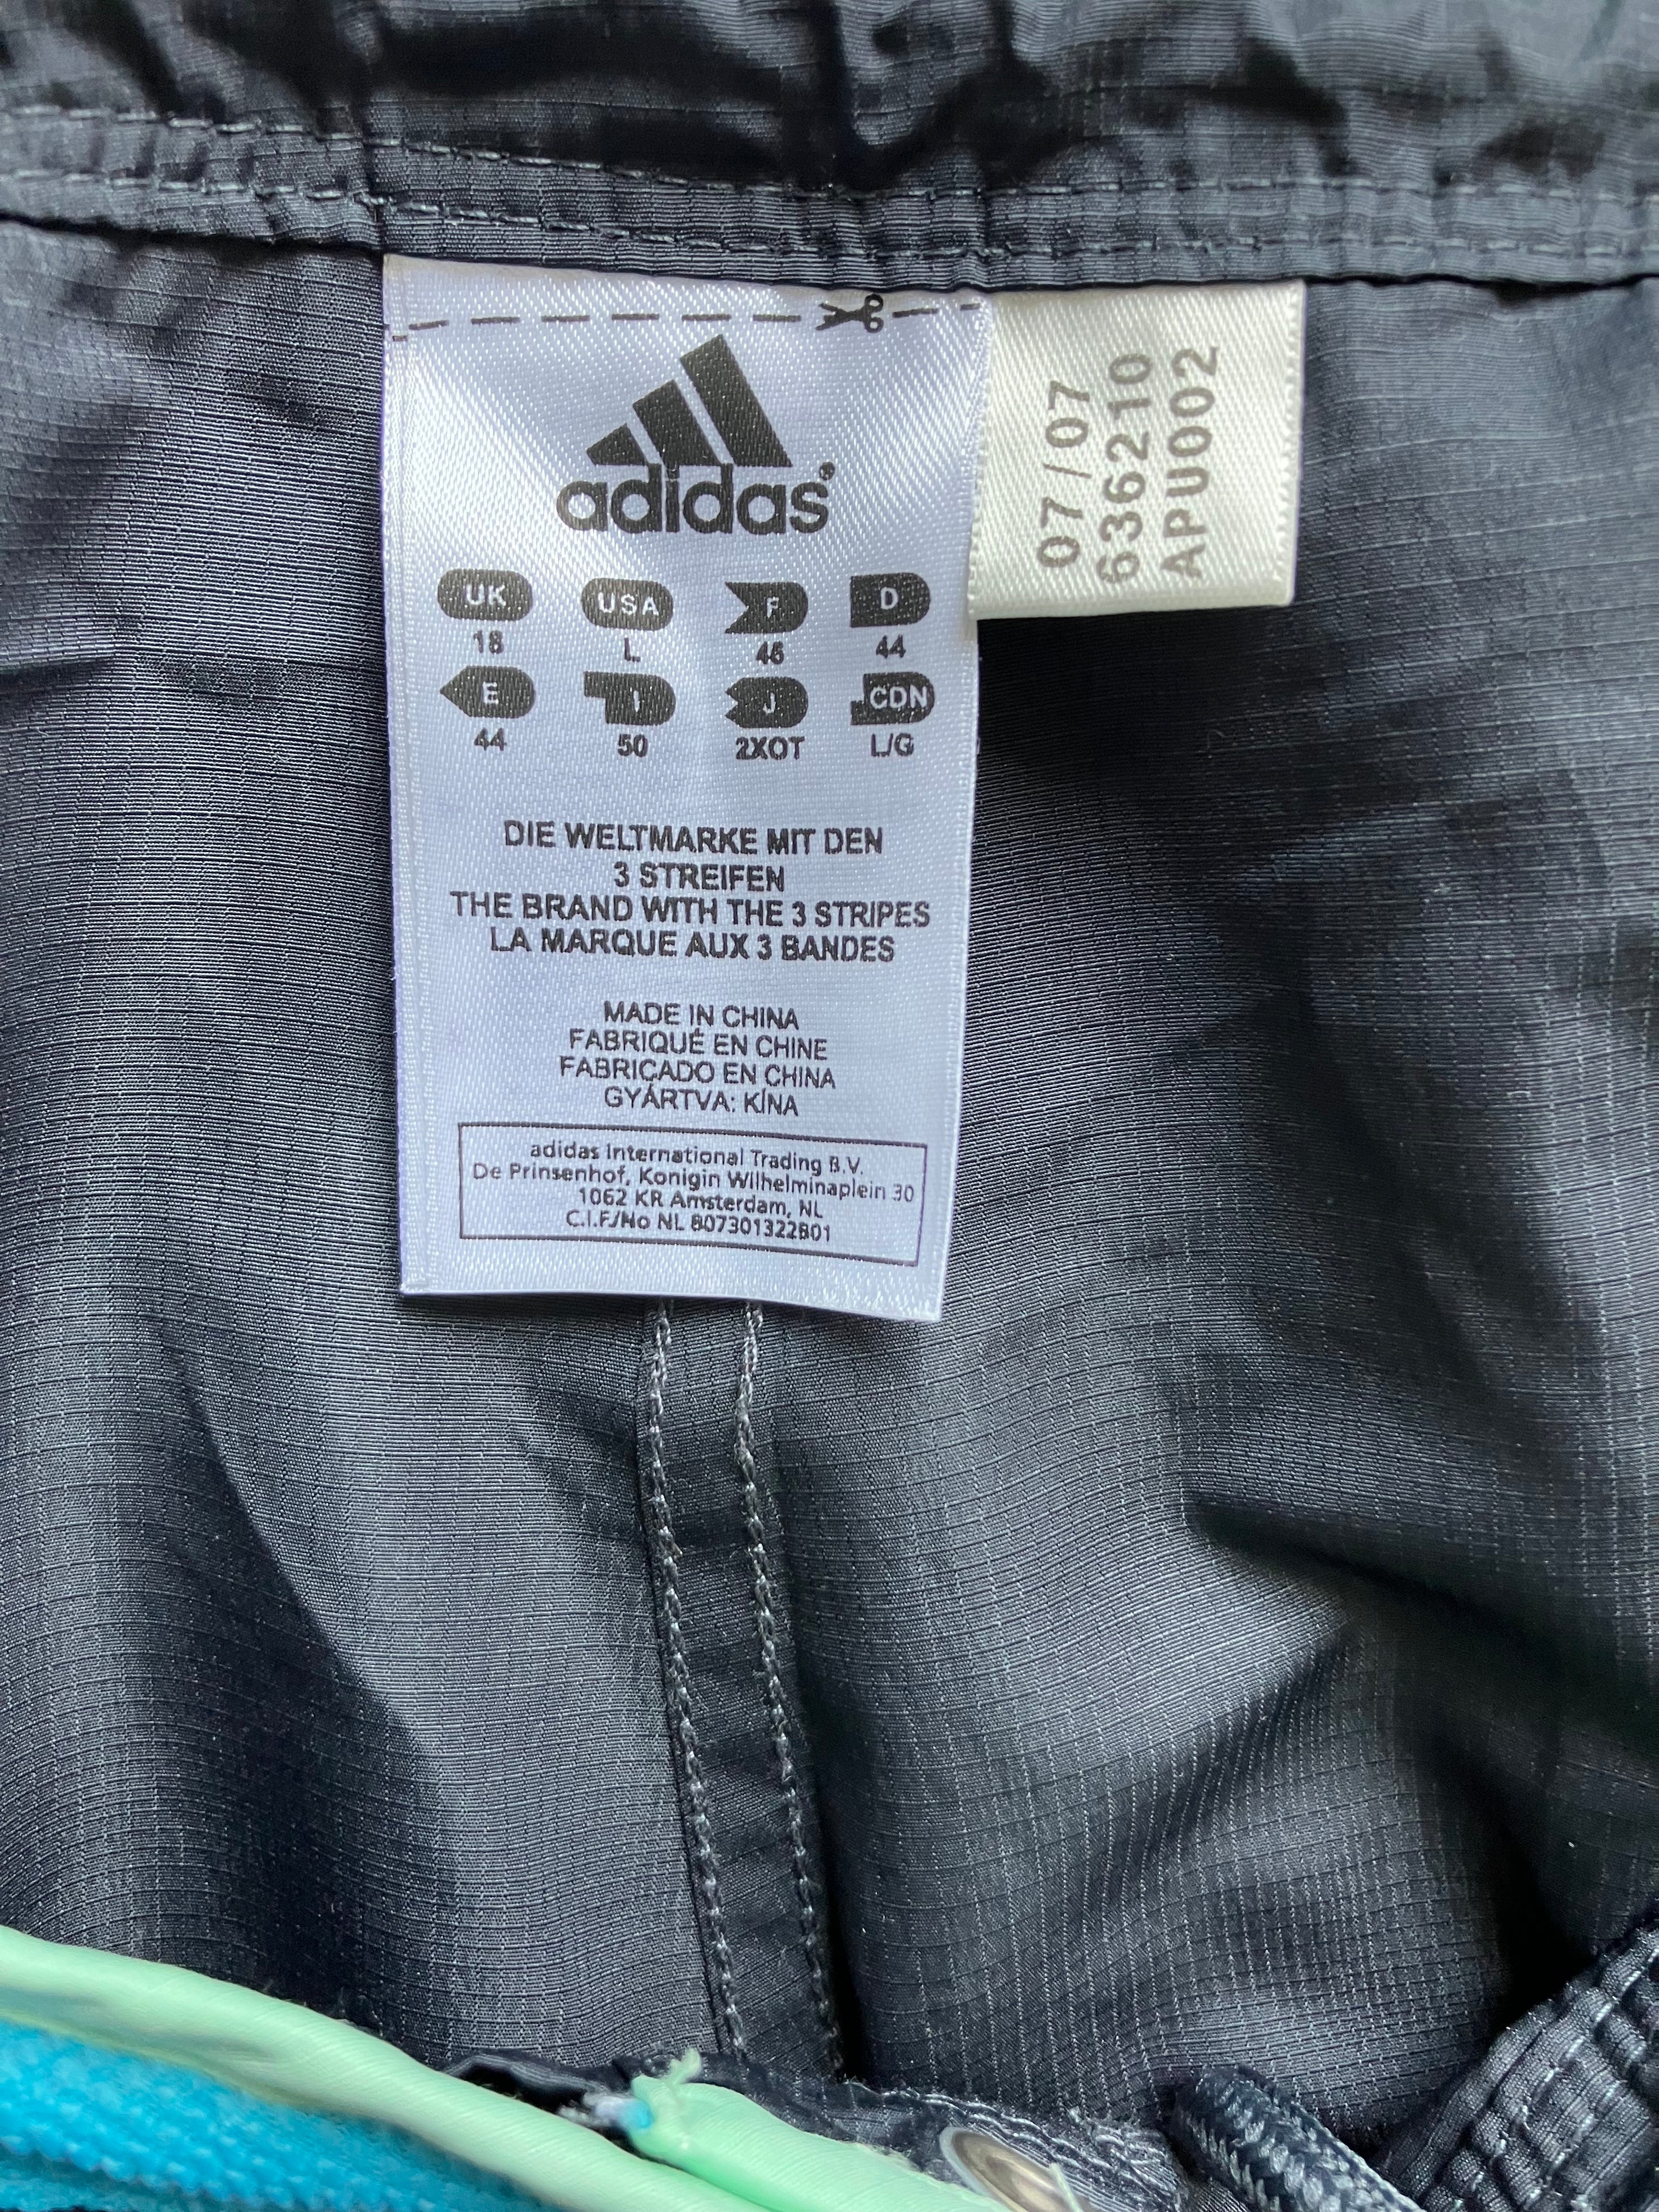 adidas®
UK USA F D
18 L 46 44
E I J CDN
44 50 2XOT L/G
DIE WELTMARKE MIT DEN
3 STREIFEN
THE BRAND WITH THE 3 STRIPES
LA MARQUE AUX 3 BANDES
MADE IN CHINA
FABRIQUÉ EN CHINE
FABRICADO EN CHINA
GYÁRTVA: KÍNA
adidas International Trading B.V.
De Prinsenhof, Konigin Wilhelminaplein 30
1062 KR Amsterdam, NL
C.I.F./No NL 807301322B01
07/07
636210
APU002